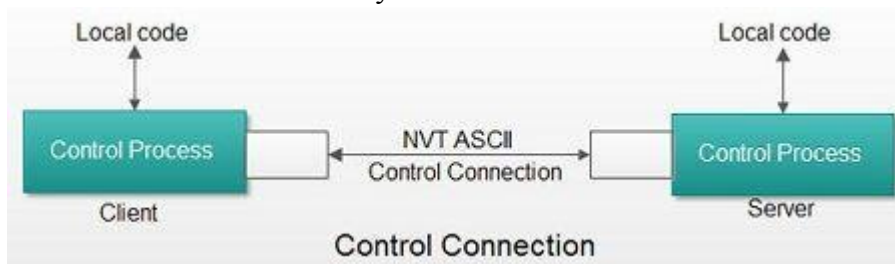 Local code
Local code
Control Process
NVT ASCII
Control Process
Control Connection
Client
Server
Control Connection